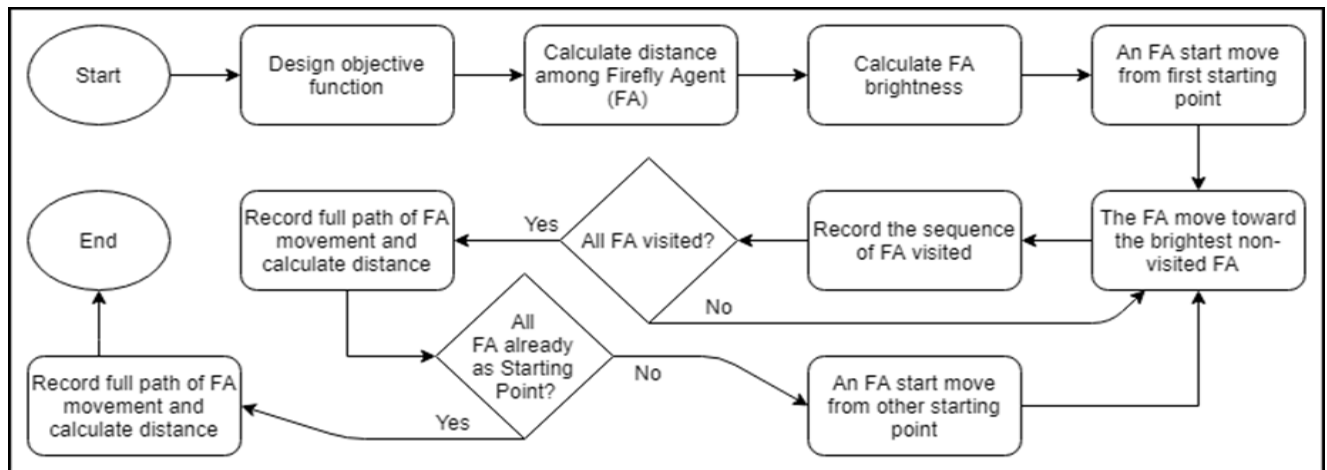 Start
Design objective
function
Calculate distance
among Firefly Agent
(FA)
Calculate FA
brightness
An FA start move
from first starting
point
The FA move toward
the brightest non-
visited FA
Record the sequence
of FA visited
All FA visited?
Yes
No
Record full path of FA
movement and
calculate distance
All
FA already
as Starting
Point?
No
An FA start move
from other starting
point
Yes
Record full path of FA
movement and
calculate distance
End